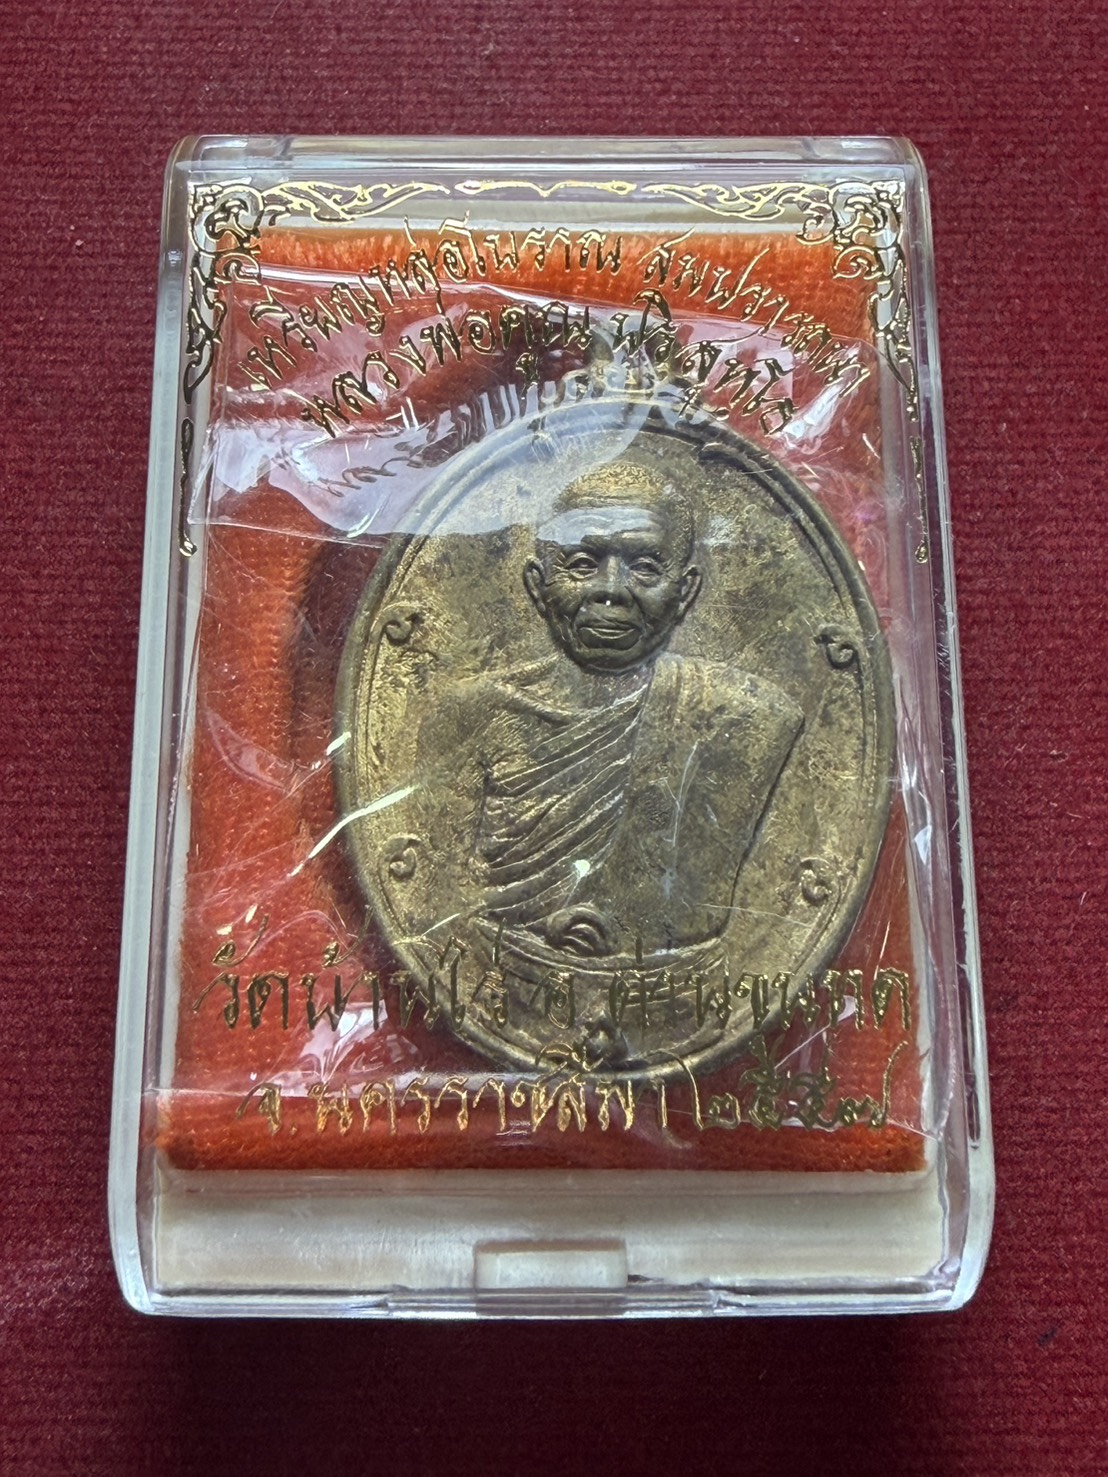 เหรียญหล่อโบราณ สมปรารถนา
หลวงพ่อคูณ ปริสุทฺโธ
วัดบ้านไร่ อ.ด่านขุนทด
จ.นครราชสีมา ๒๕๕๗